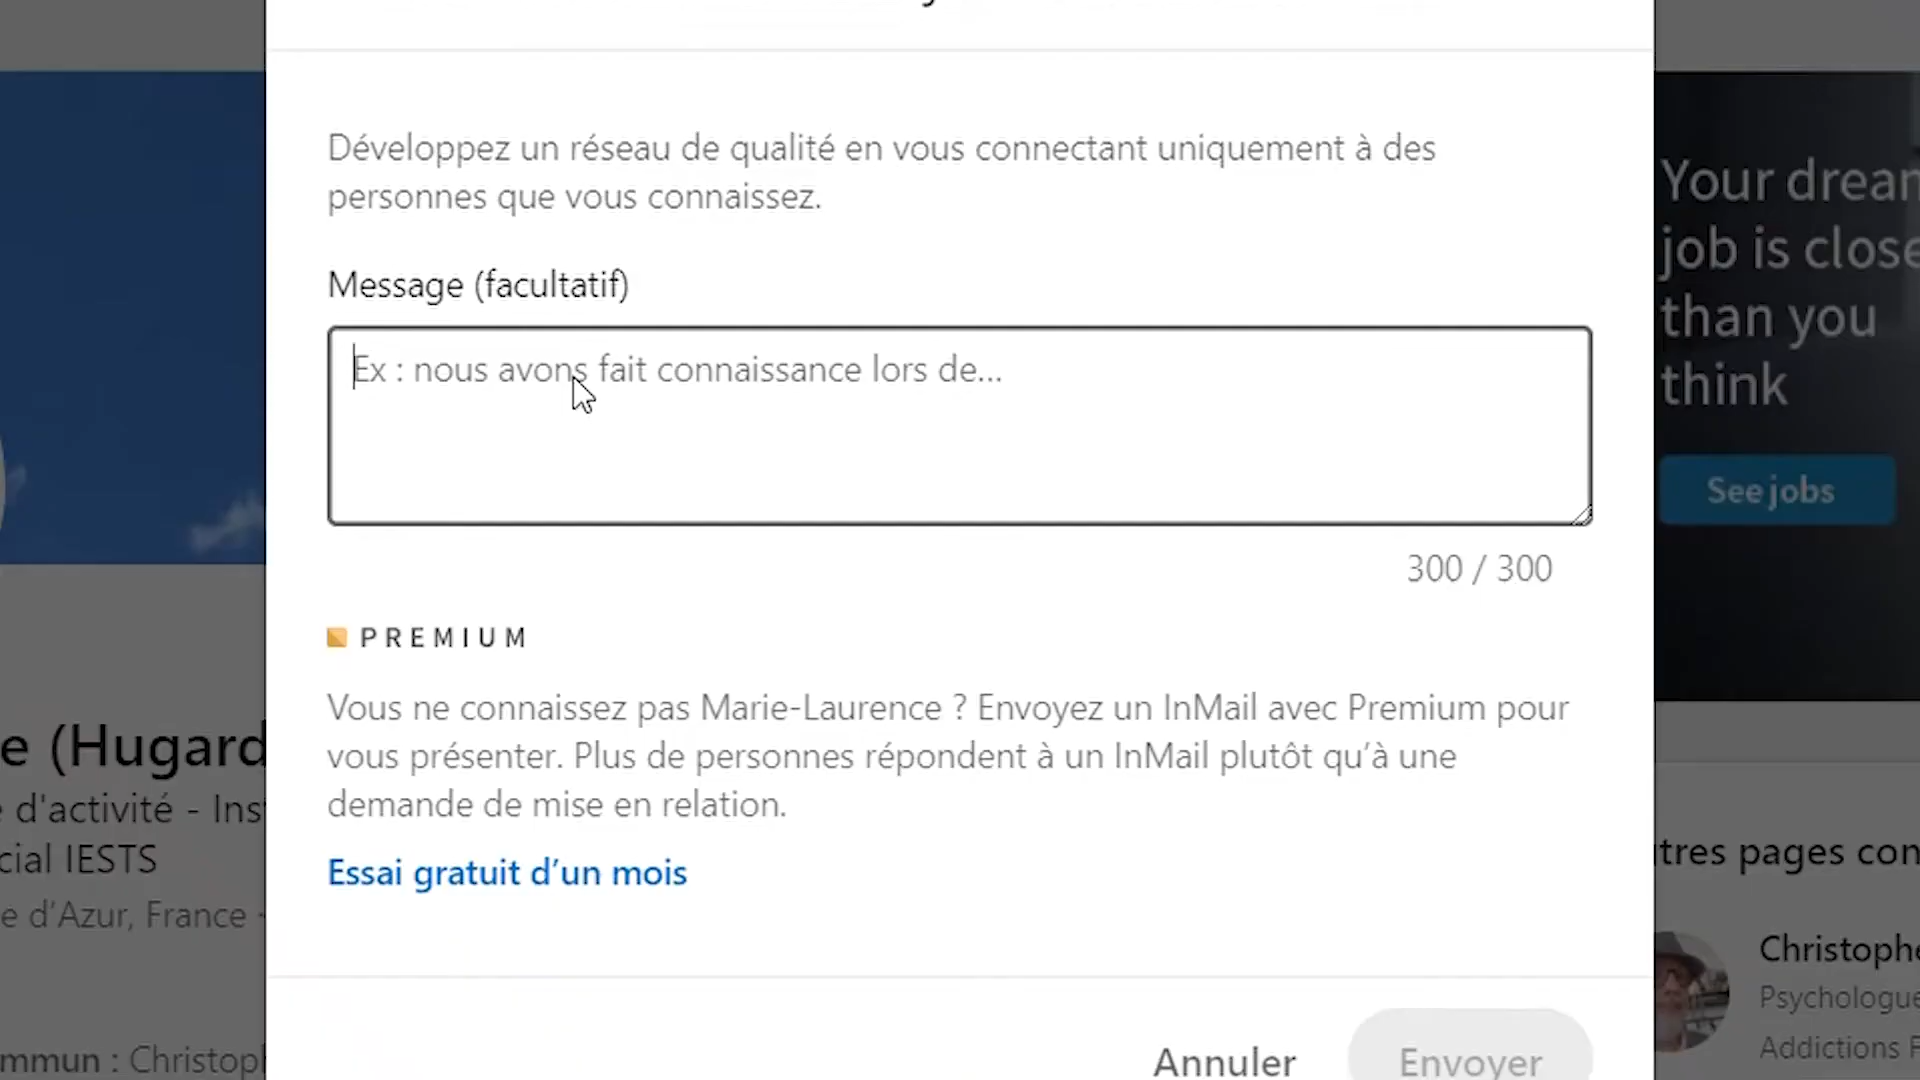 Développez un réseau de qualité en vous connectant uniquement à des
personnes que vous connaissez.
Message (facultatif)
Ex : nous avons fait connaissance lors de...
300 / 300
PREMIUM
Vous ne connaissez pas Marie-Laurence ? Envoyez un InMail avec Premium pour
vous présenter. Plus de personnes répondent à un InMail plutôt qu’à une
demande de mise en relation.
Essai gratuit d’un mois
Annuler
Envoyer
e (Hugard
e d'activité - Ins
cial IESTS
e d’Azur, France
mmun : Christoph
Your dream
job is close
than you
think
See jobs
tres pages con
Christophe
Psychologue
Addictions F